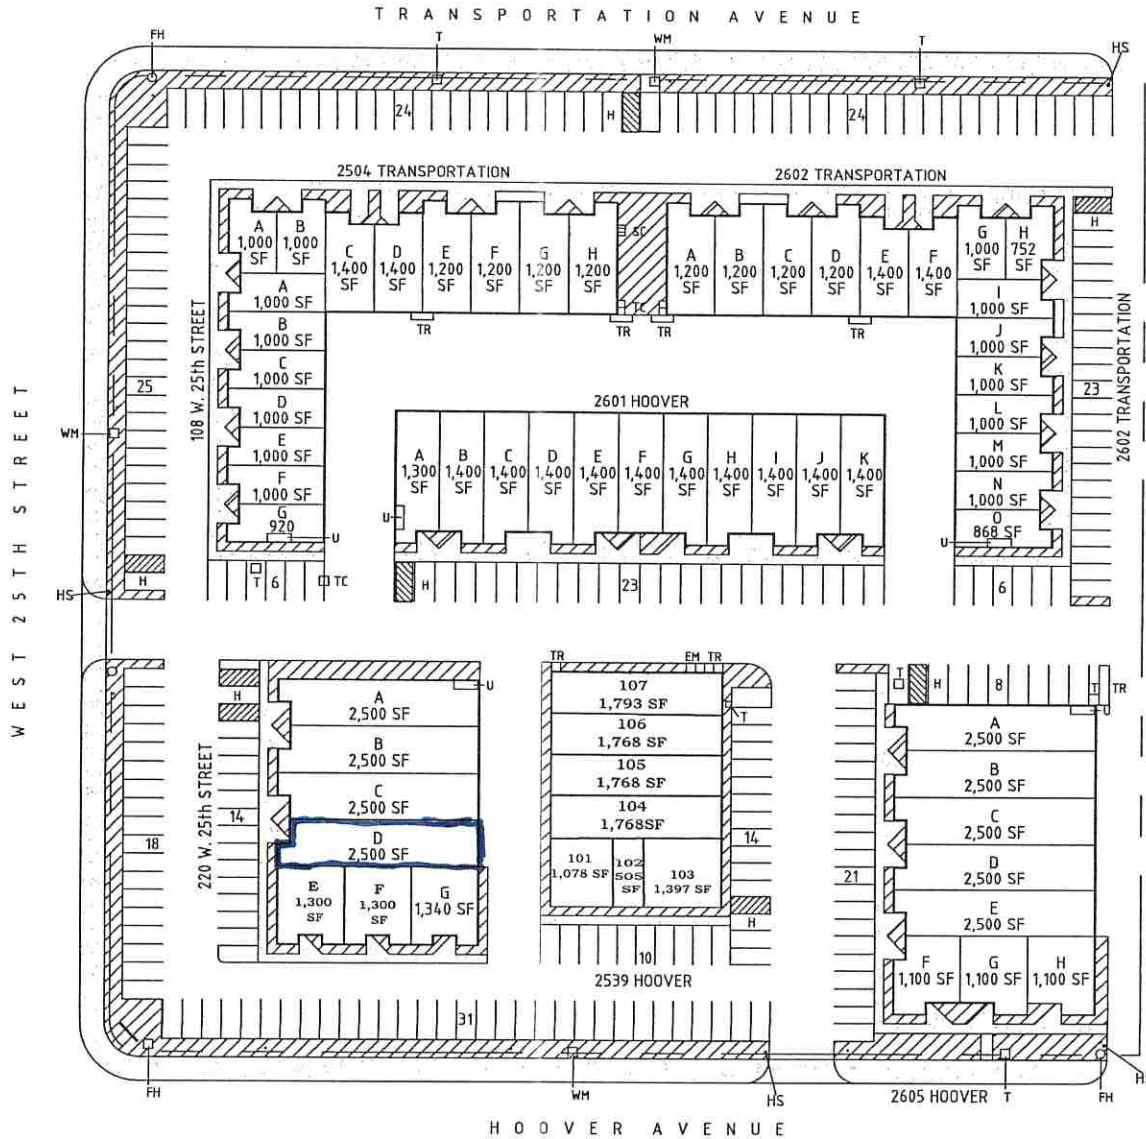 TRANSPORTATION AVENUE
FH
T
WM
T
HS
24
H
24
2504 TRANSPORTATION
2602 TRANSPORTATION
A
1,000
SF
B
1,000
SF
C
1,400
SF
D
1,400
SF
E
1,200
SF
F
1,200
SF
G
1,200
SF
H
1,200
SF
SC
TC
A
1,200
SF
B
1,200
SF
C
1,200
SF
D
1,200
SF
E
1,400
SF
F
1,400
SF
G
1,000
SF
H
752
SF
H
TR
TR
TR
TR
A
1,000 SF
B
1,000 SF
C
1,000 SF
D
1,000 SF
E
1,000 SF
F
1,000 SF
G
920
U
108 W. 25th STREET
25
WM
WEST 25TH STREET
H
HS
T
6
TC
I
1,000 SF
J
1,000 SF
K
1,000 SF
L
1,000 SF
M
1,000 SF
N
1,000 SF
O
868 SF
U
6
23
2602 TRANSPORTATION
2601 HOOVER
A
1,300
SF
B
1,400
SF
C
1,400
SF
D
1,400
SF
E
1,400
SF
F
1,400
SF
G
1,400
SF
H
1,400
SF
I
1,400
SF
J
1,400
SF
K
1,400
SF
U
H
23
H
U
A
2,500 SF
B
2,500 SF
C
2,500 SF
D
2,500 SF
E
1,300
SF
F
1,300
SF
G
1,340 SF
220 W. 25th STREET
14
18
TR
EM
TR
107
1,793 SF
106
1,768 SF
105
1,768 SF
104
1,768SF
101
1,078 SF
102
505
SF
103
1,397 SF
T
14
H
10
2539 HOOVER
31
T
H
8
T
TR
U
A
2,500 SF
B
2,500 SF
C
2,500 SF
D
2,500 SF
E
2,500 SF
F
1,100 SF
G
1,100 SF
H
1,100 SF
21
FH
WM
HS
2605 HOOVER
T
FH
H
HOOVER AVENUE